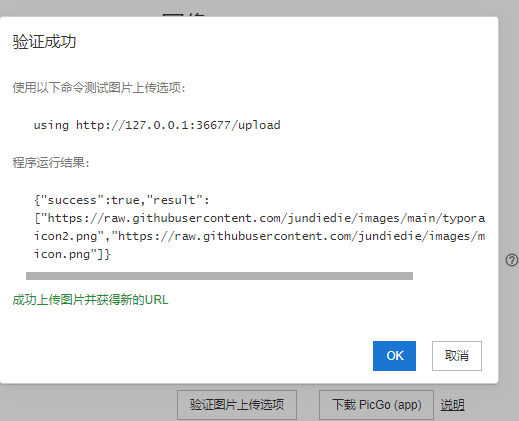 验证成功
使用以下命令测试图片上传选项:
using http://127.0.0.1:36677/upload
程序运行结果:
{"success":true,"result":
["https://raw.githubusercontent.com/jundiedie/images/main/typora
icon2.png","https://raw.githubusercontent.com/jundiedie/images/m
icon.png"]}
成功上传图片并获得新的URL
OK 取消
验证图片上传选项 下载 PicGo (app) 说明